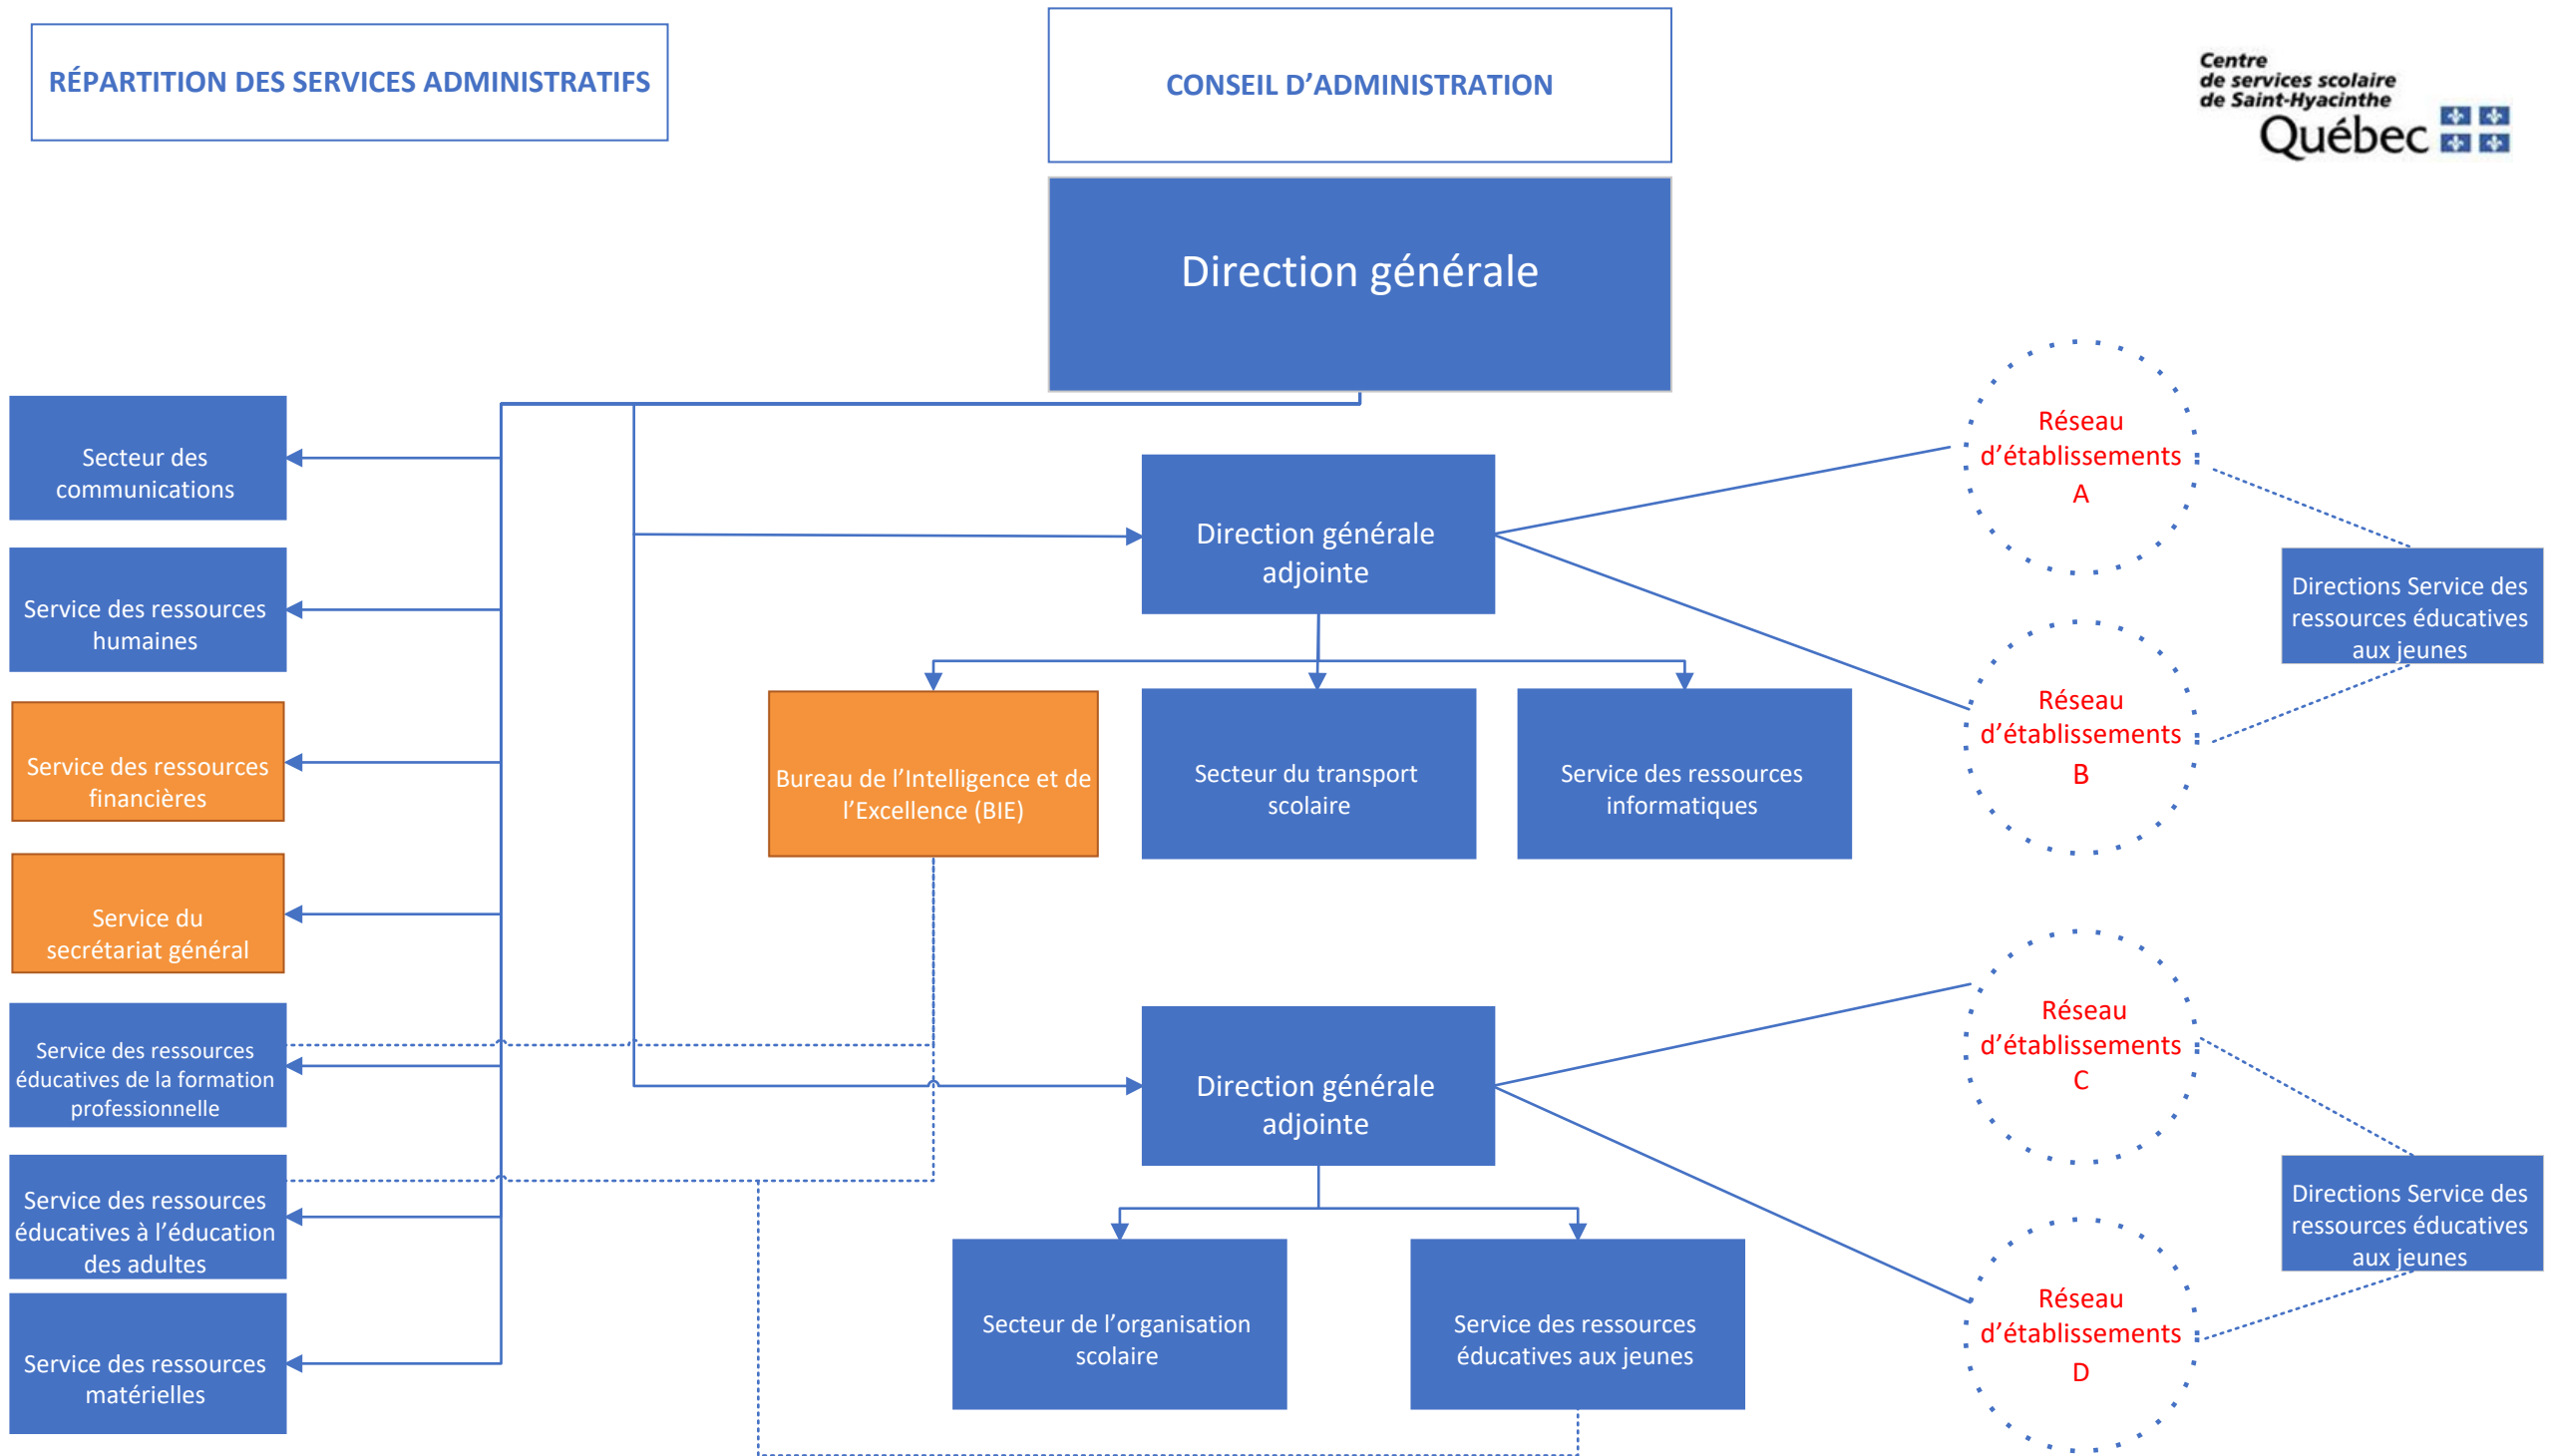 RÉPARTITION DES SERVICES ADMINISTRATIFS
CONSEIL D’ADMINISTRATION
Centre
de services scolaire
de Saint-Hyacinthe
Québec
Direction générale
Secteur des
communications
Service des ressources
humaines
Service des ressources
financières
Service du
secrétariat général
Service des ressources
éducatives de la formation
professionnelle
Service des ressources
éducatives à l’éducation
des adultes
Service des ressources
matérielles
Direction générale
adjointe
Bureau de l’Intelligence et de
l’Excellence (BIE)
Secteur du transport
scolaire
Service des ressources
informatiques
Réseau
d’établissements
A
Réseau
d’établissements
B
Directions Service des
ressources éducatives
aux jeunes
Direction générale
adjointe
Secteur de l’organisation
scolaire
Service des ressources
éducatives aux jeunes
Réseau
d’établissements
C
Réseau
d’établissements
D
Directions Service des
ressources éducatives
aux jeunes